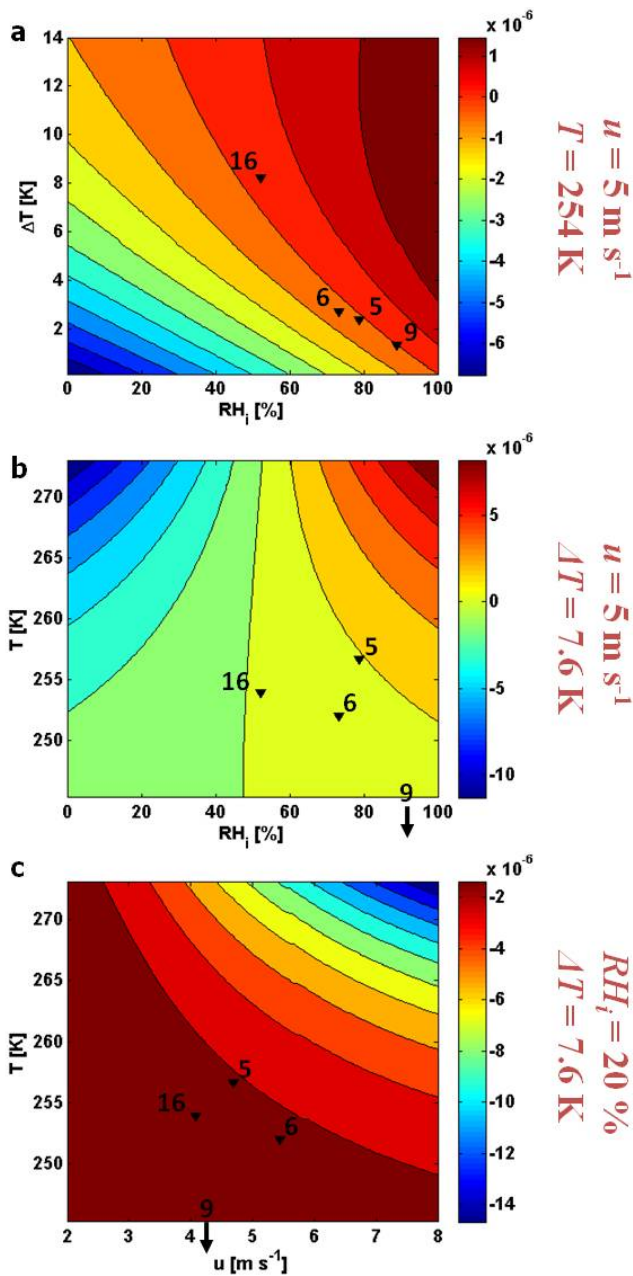 a
x 10⁻⁶
14
12
10
8
6
4
2
ΔT [K]
16
6
5
9
0 20 40 60 80 100
RH_i [%]
1
0
-1
-2
-3
-4
-5
-6
u = 5 m s⁻¹
T = 254 K
b
x 10⁻⁶
270
265
260
255
250
T [K]
5
16
6
9
0 20 40 60 80 100
RH_i [%]
5
0
-5
-10
u = 5 m s⁻¹
ΔT = 7.6 K
c
x 10⁻⁶
270
265
260
255
250
T [K]
5
16
6
9
2 3 4 5 6 7 8
u [m s⁻¹]
-2
-4
-6
-8
-10
-12
-14
RH_i = 20 %
ΔT = 7.6 K